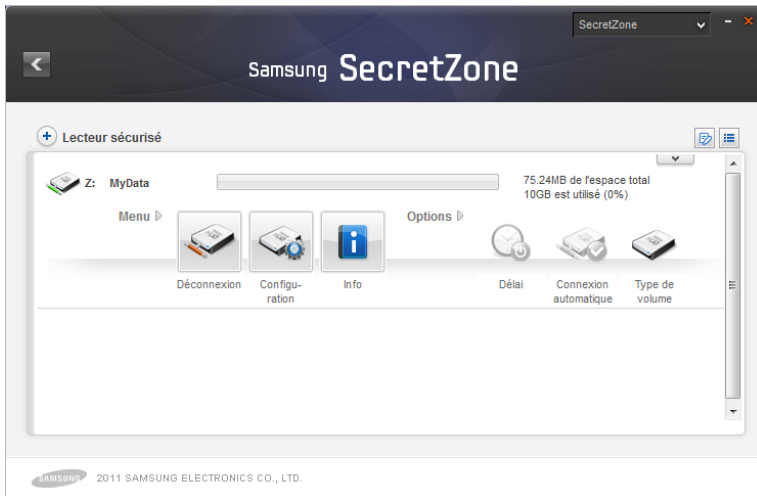 SecretZone
samsung SecretZone
Lecteur sécurisé
Z: MyData
75.24MB de l'espace total
10GB est utilisé (0%)
Menu
Options
Déconnexion
Configu-
ration
Info
Délai
Connexion
automatique
Type de
volume
SAMSUNG 2011 SAMSUNG ELECTRONICS CO., LTD.